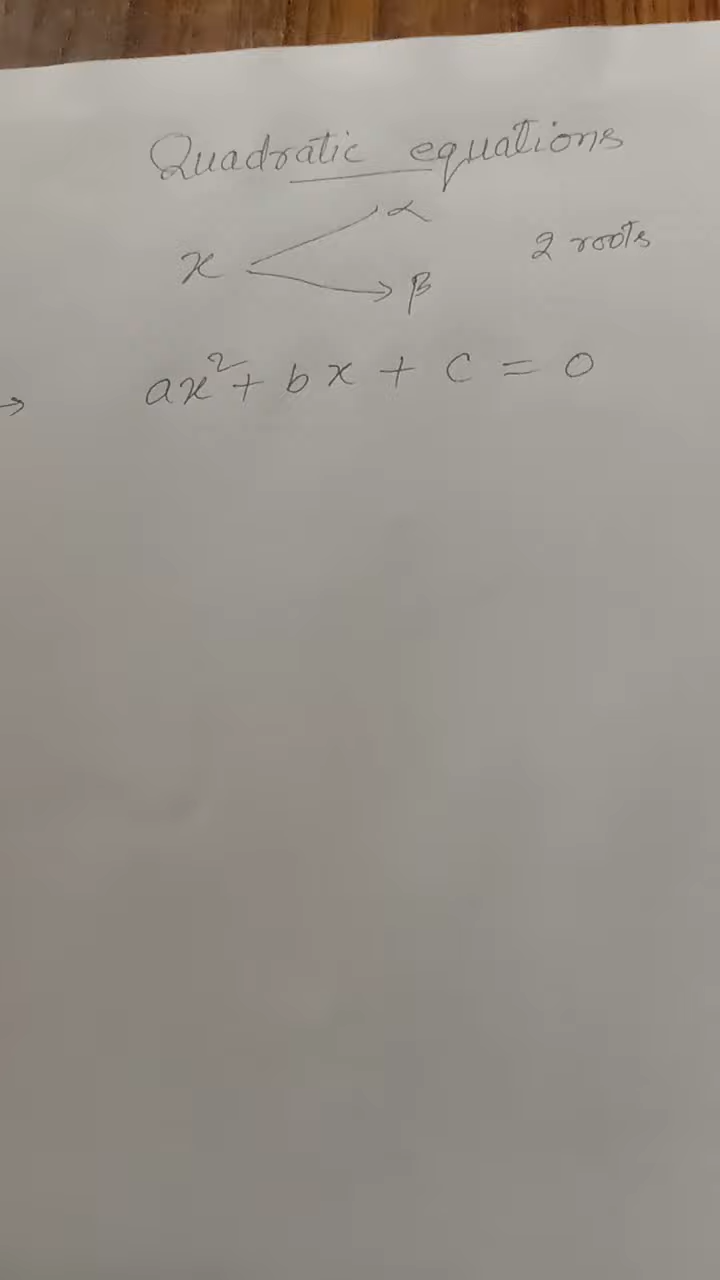 Quadratic equations
α
x 2 roots
β
→ ax² + bx + c = 0